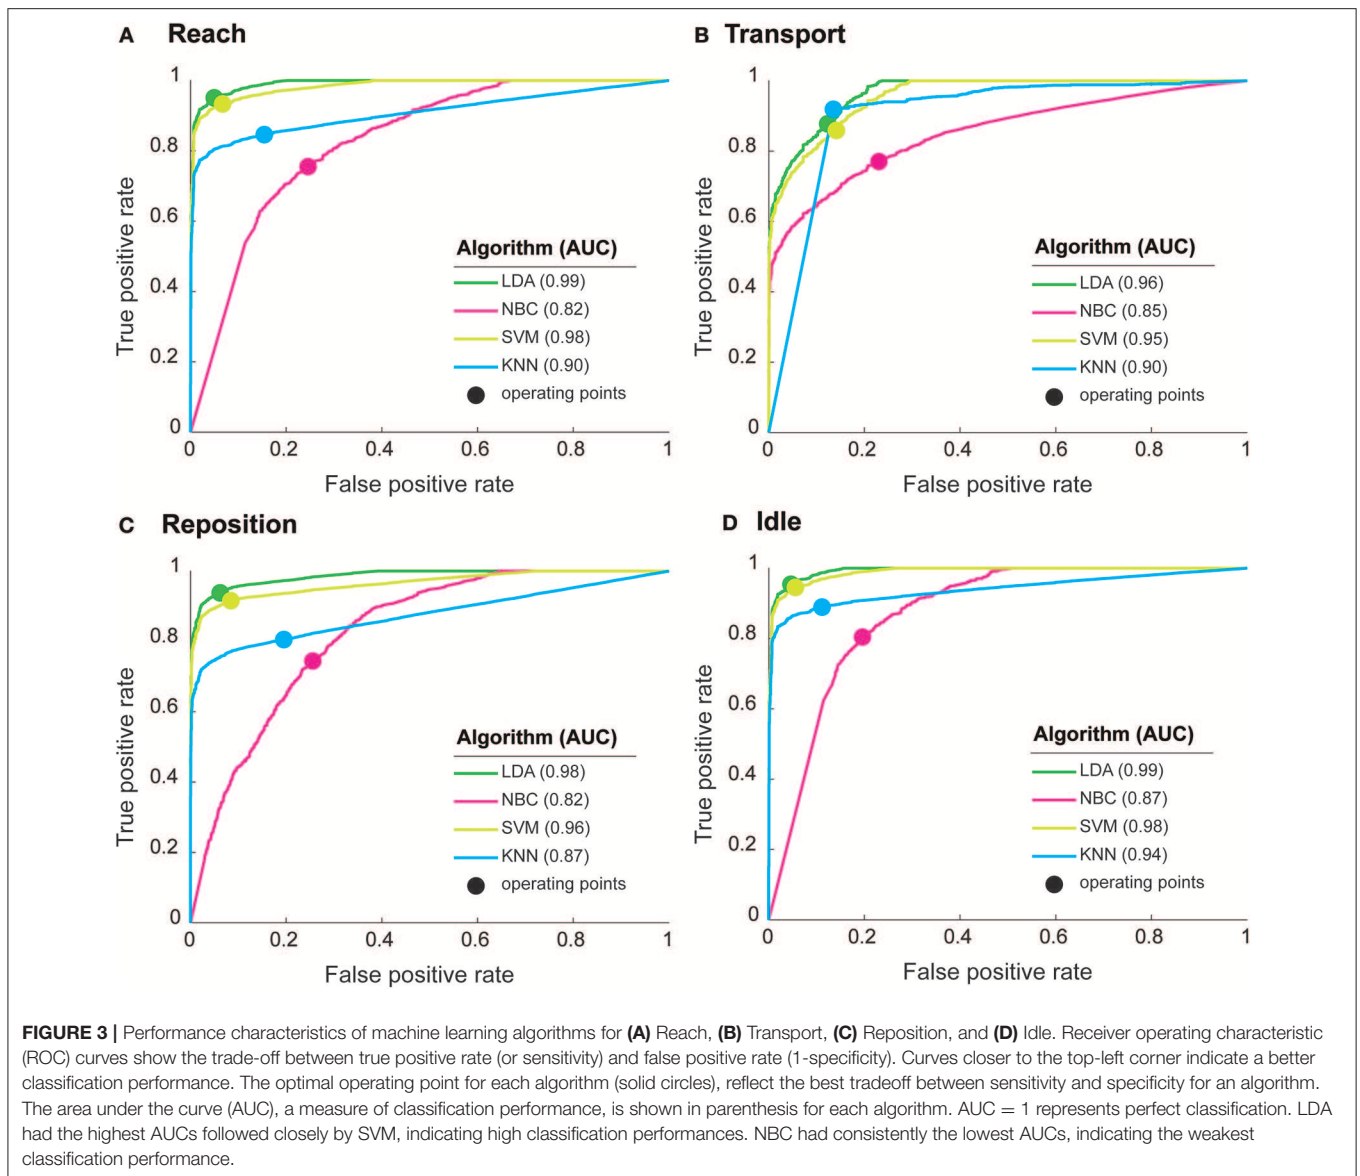 A Reach
1
0.8
0.6
0.4
0.2
0
0 0.2 0.4 0.6 0.8 1
True positive rate
False positive rate
Algorithm (AUC)
LDA (0.99)
NBC (0.82)
SVM (0.98)
KNN (0.90)
operating points
B Transport
1
0.8
0.6
0.4
0.2
0
0 0.2 0.4 0.6 0.8 1
True positive rate
False positive rate
Algorithm (AUC)
LDA (0.96)
NBC (0.85)
SVM (0.95)
KNN (0.90)
operating points
C Reposition
1
0.8
0.6
0.4
0.2
0
0 0.2 0.4 0.6 0.8 1
True positive rate
False positive rate
Algorithm (AUC)
LDA (0.98)
NBC (0.82)
SVM (0.96)
KNN (0.87)
operating points
D Idle
1
0.8
0.6
0.4
0.2
0
0 0.2 0.4 0.6 0.8 1
True positive rate
False positive rate
Algorithm (AUC)
LDA (0.99)
NBC (0.87)
SVM (0.98)
KNN (0.94)
operating points
FIGURE 3 | Performance characteristics of machine learning algorithms for (A) Reach, (B) Transport, (C) Reposition, and (D) Idle. Receiver operating characteristic
(ROC) curves show the trade-off between true positive rate (or sensitivity) and false positive rate (1-specificity). Curves closer to the top-left corner indicate a better
classification performance. The optimal operating point for each algorithm (solid circles), reflect the best tradeoff between sensitivity and specificity for an algorithm.
The area under the curve (AUC), a measure of classification performance, is shown in parenthesis for each algorithm. AUC = 1 represents perfect classification. LDA
had the highest AUCs followed closely by SVM, indicating high classification performances. NBC had consistently the lowest AUCs, indicating the weakest
classification performance.